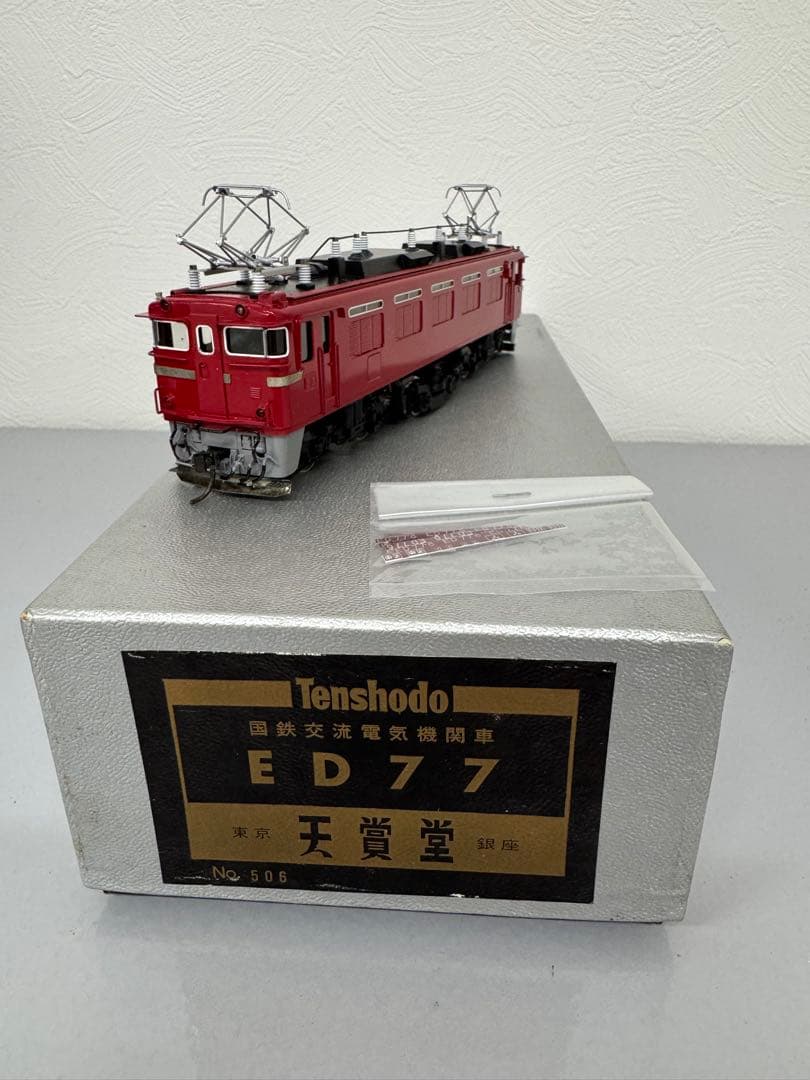 Tenshodo
国鉄交流電気機関車
ED77
東京 天賞堂 銀座
No. 506